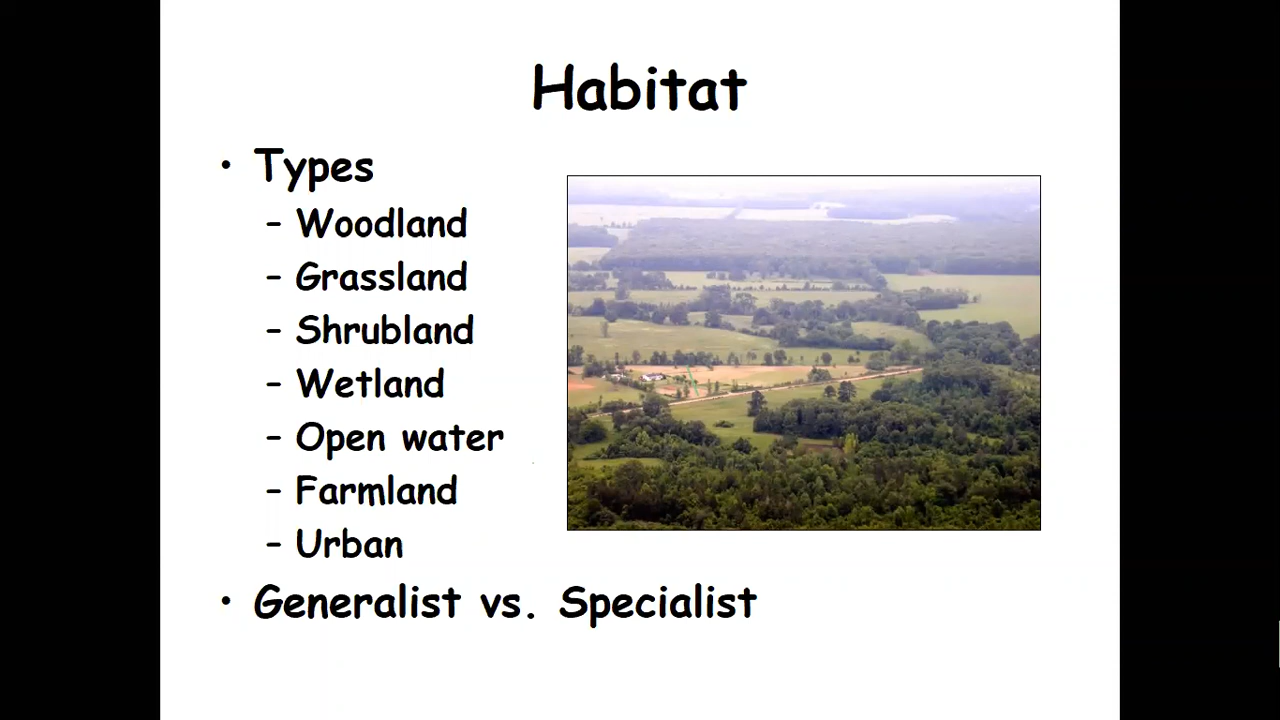 Habitat
• Types
– Woodland
– Grassland
– Shrubland
– Wetland
– Open water
– Farmland
– Urban
• Generalist vs. Specialist